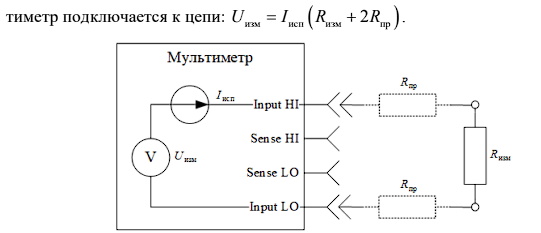 тиметр подключается к цепи: Uизм = Iисп (Rизм + 2Rпр).
Мультиметр
Iисп
Input HI
Rпр
Sense HI
V
Uизм
Rизм
Sense LO
Rпр
Input LO